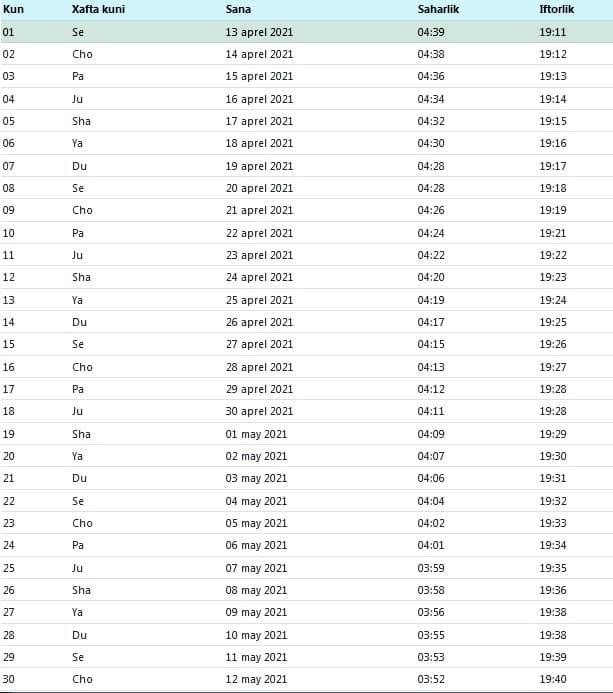 Kun Xafta kuni Sana Saharlik Iftorlik
01 Se 13 aprel 2021 04:39 19:11
02 Cho 14 aprel 2021 04:38 19:12
03 Pa 15 aprel 2021 04:36 19:13
04 Ju 16 aprel 2021 04:34 19:14
05 Sha 17 aprel 2021 04:32 19:15
06 Ya 18 aprel 2021 04:30 19:16
07 Du 19 aprel 2021 04:28 19:17
08 Se 20 aprel 2021 04:28 19:18
09 Cho 21 aprel 2021 04:26 19:19
10 Pa 22 aprel 2021 04:24 19:21
11 Ju 23 aprel 2021 04:22 19:22
12 Sha 24 aprel 2021 04:20 19:23
13 Ya 25 aprel 2021 04:19 19:24
14 Du 26 aprel 2021 04:17 19:25
15 Se 27 aprel 2021 04:15 19:26
16 Cho 28 aprel 2021 04:13 19:27
17 Pa 29 aprel 2021 04:12 19:28
18 Ju 30 aprel 2021 04:11 19:28
19 Sha 01 may 2021 04:09 19:29
20 Ya 02 may 2021 04:07 19:30
21 Du 03 may 2021 04:06 19:31
22 Se 04 may 2021 04:04 19:32
23 Cho 05 may 2021 04:02 19:33
24 Pa 06 may 2021 04:01 19:34
25 Ju 07 may 2021 03:59 19:35
26 Sha 08 may 2021 03:58 19:36
27 Ya 09 may 2021 03:56 19:38
28 Du 10 may 2021 03:55 19:38
29 Se 11 may 2021 03:53 19:39
30 Cho 12 may 2021 03:52 19:40